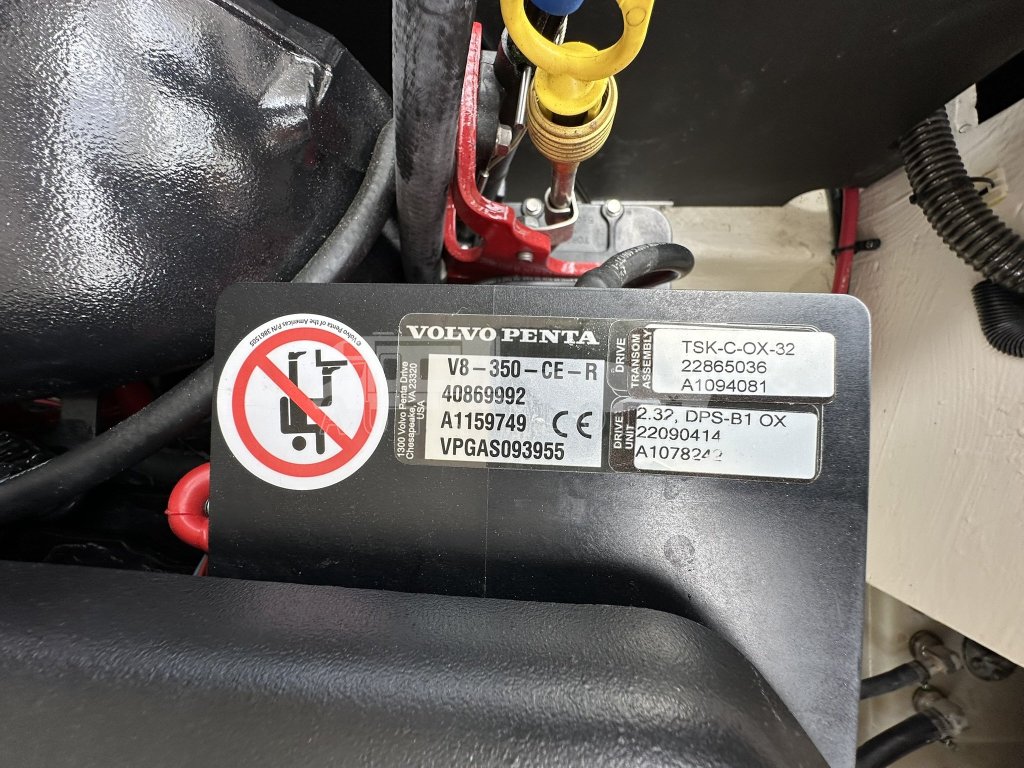 © Volvo Penta of the Americas P/N 3861505
VOLVO PENTA
1300 Volvo Penta Drive
Chesapeake, VA 23320
USA
V8-350-CE-R
40869992
A1159749 CE
VPGAS093955
DRIVE
TRANSOM
ASSEMBLY
TSK-C-OX-32
22865036
A1094081
DRIVE
UNIT
2.32, DPS-B1 OX
22090414
A1078242